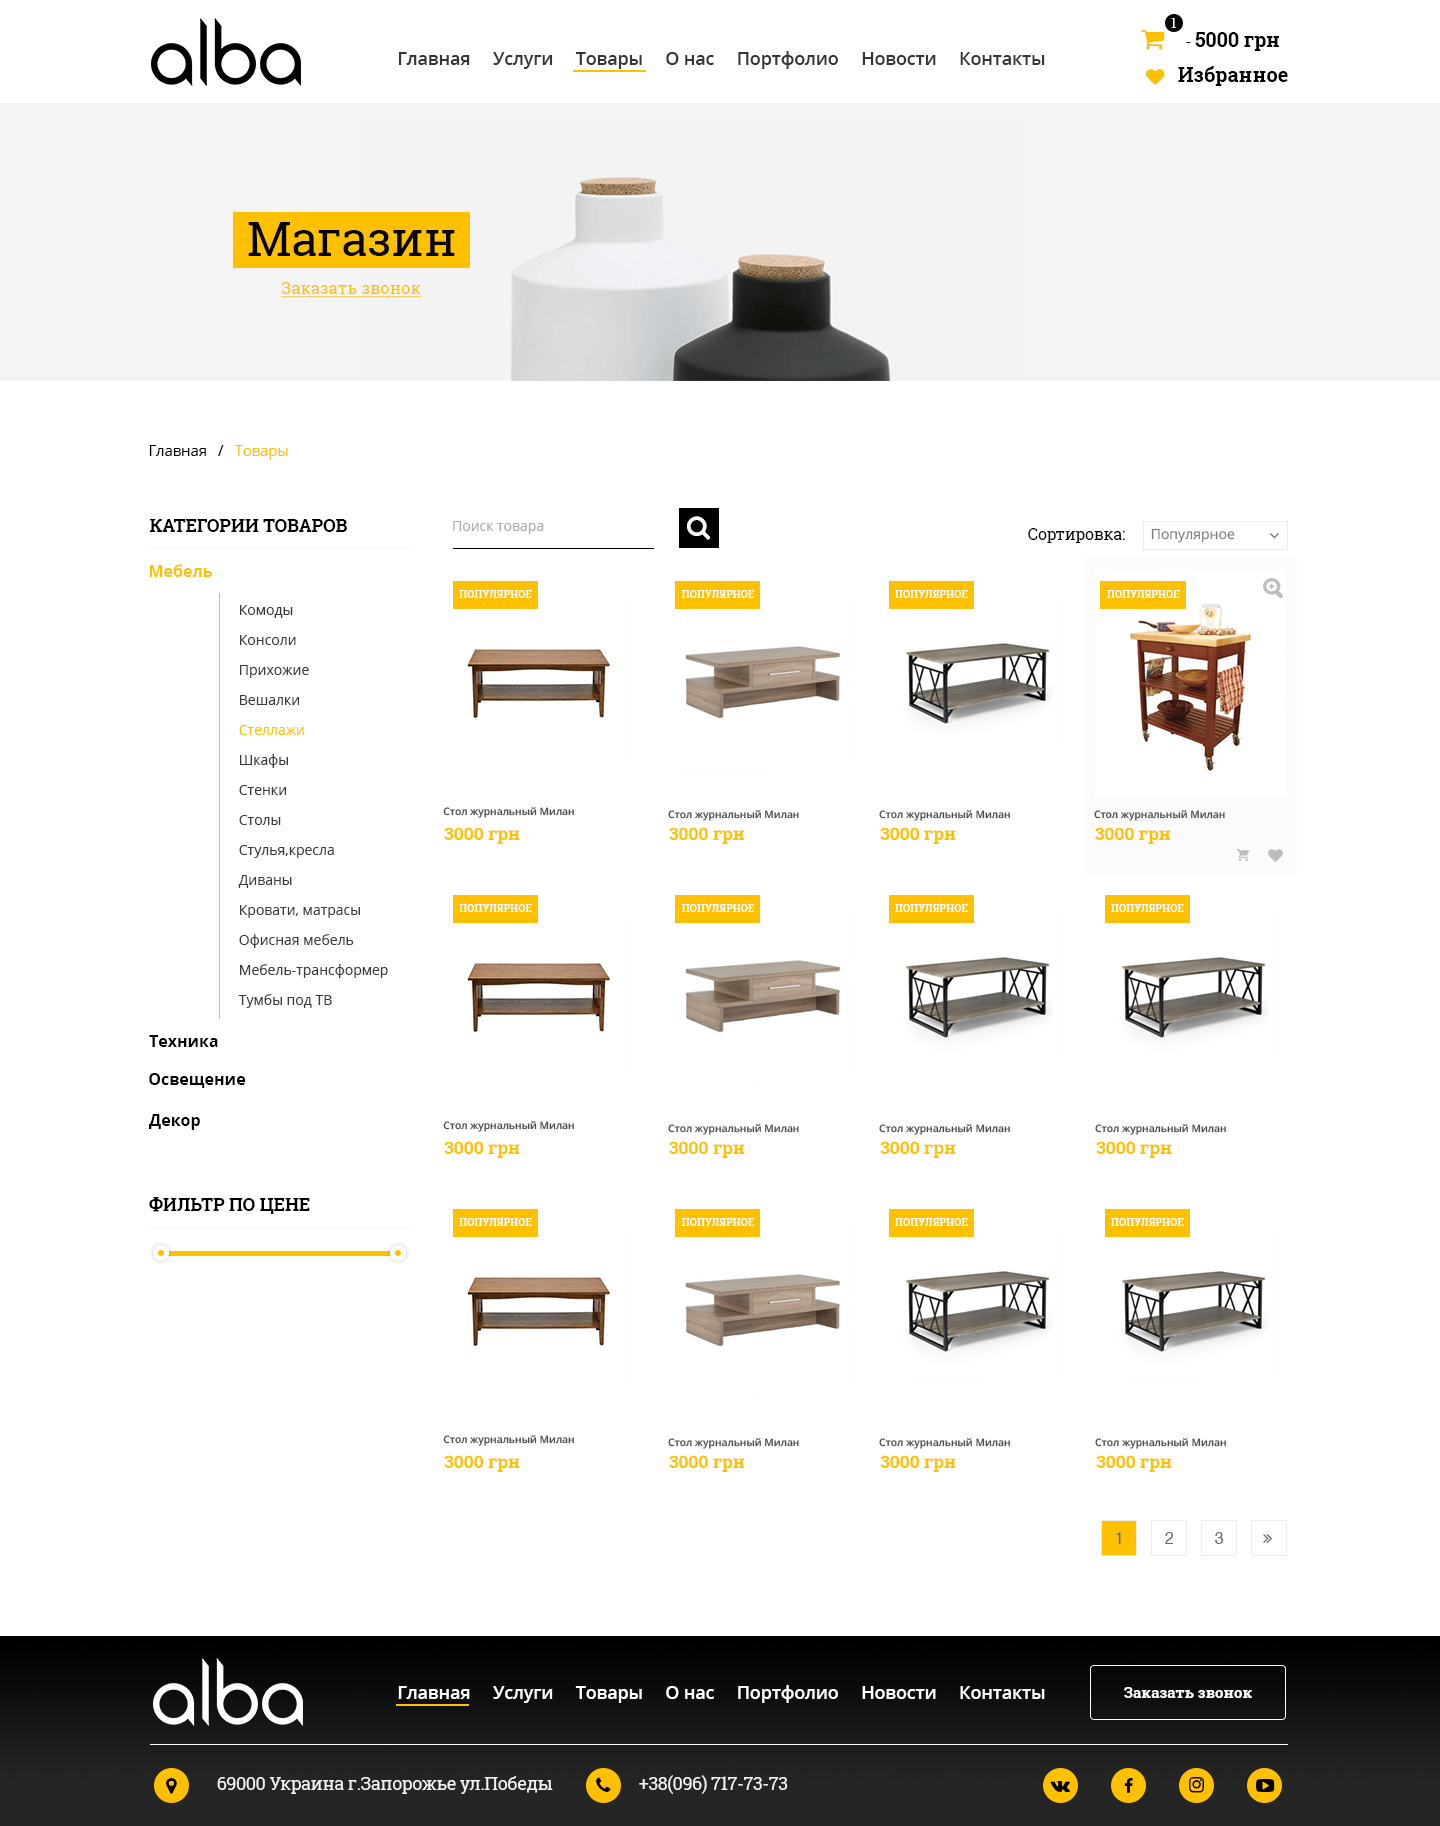 alba
Главная Услуги Товары О нас Портфолио Новости Контакты
1
- 5000 грн
Избранное
Магазин
Заказать звонок
Главная / Товары
КАТЕГОРИИ ТОВАРОВ
Поиск товара
Сортировка: Популярное
Мебель
Комоды
Консоли
Прихожие
Вешалки
Стеллажи
Шкафы
Стенки
Столы
Стулья,кресла
Диваны
Кровати, матрасы
Офисная мебель
Мебель-трансформер
Тумбы под ТВ
Техника
Освещение
Декор
ФИЛЬТР ПО ЦЕНЕ
ПОПУЛЯРНОЕ ПОПУЛЯРНОЕ ПОПУЛЯРНОЕ ПОПУЛЯРНОЕ
Стол журнальный Милан Стол журнальный Милан Стол журнальный Милан Стол журнальный Милан
3000 грн 3000 грн 3000 грн 3000 грн
ПОПУЛЯРНОЕ ПОПУЛЯРНОЕ ПОПУЛЯРНОЕ ПОПУЛЯРНОЕ
Стол журнальный Милан Стол журнальный Милан Стол журнальный Милан Стол журнальный Милан
3000 грн 3000 грн 3000 грн 3000 грн
ПОПУЛЯРНОЕ ПОПУЛЯРНОЕ ПОПУЛЯРНОЕ ПОПУЛЯРНОЕ
Стол журнальный Милан Стол журнальный Милан Стол журнальный Милан Стол журнальный Милан
3000 грн 3000 грн 3000 грн 3000 грн
1 2 3 »
alba
Главная Услуги Товары О нас Портфолио Новости Контакты
Заказать звонок
69000 Украина г.Запорожье ул.Победы +38(096) 717-73-73